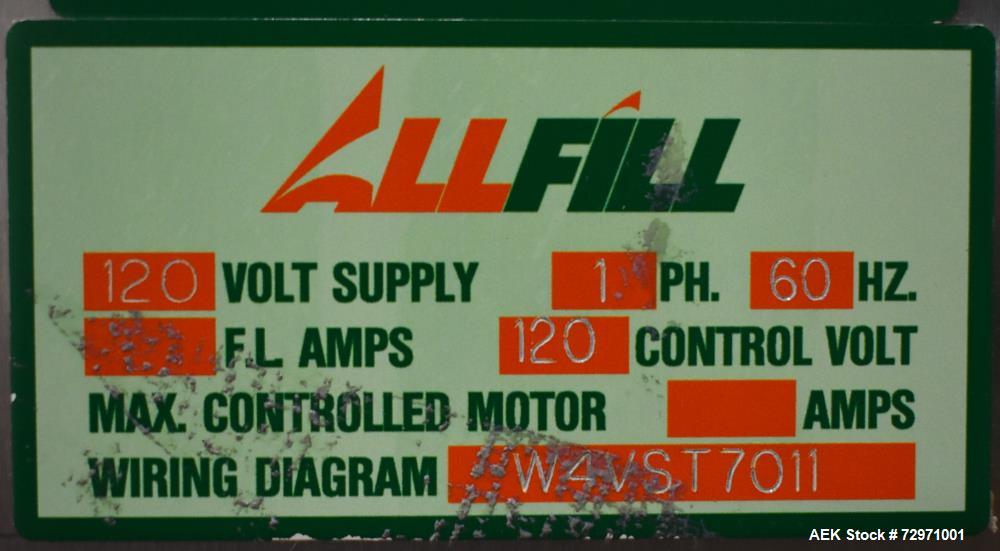 ALLFILL
120 VOLT SUPPLY 1 PH. 60 HZ.
F.L. AMPS 120 CONTROL VOLT
MAX. CONTROLLED MOTOR AMPS
WIRING DIAGRAM W4VST7011
AEK Stock # 72971001